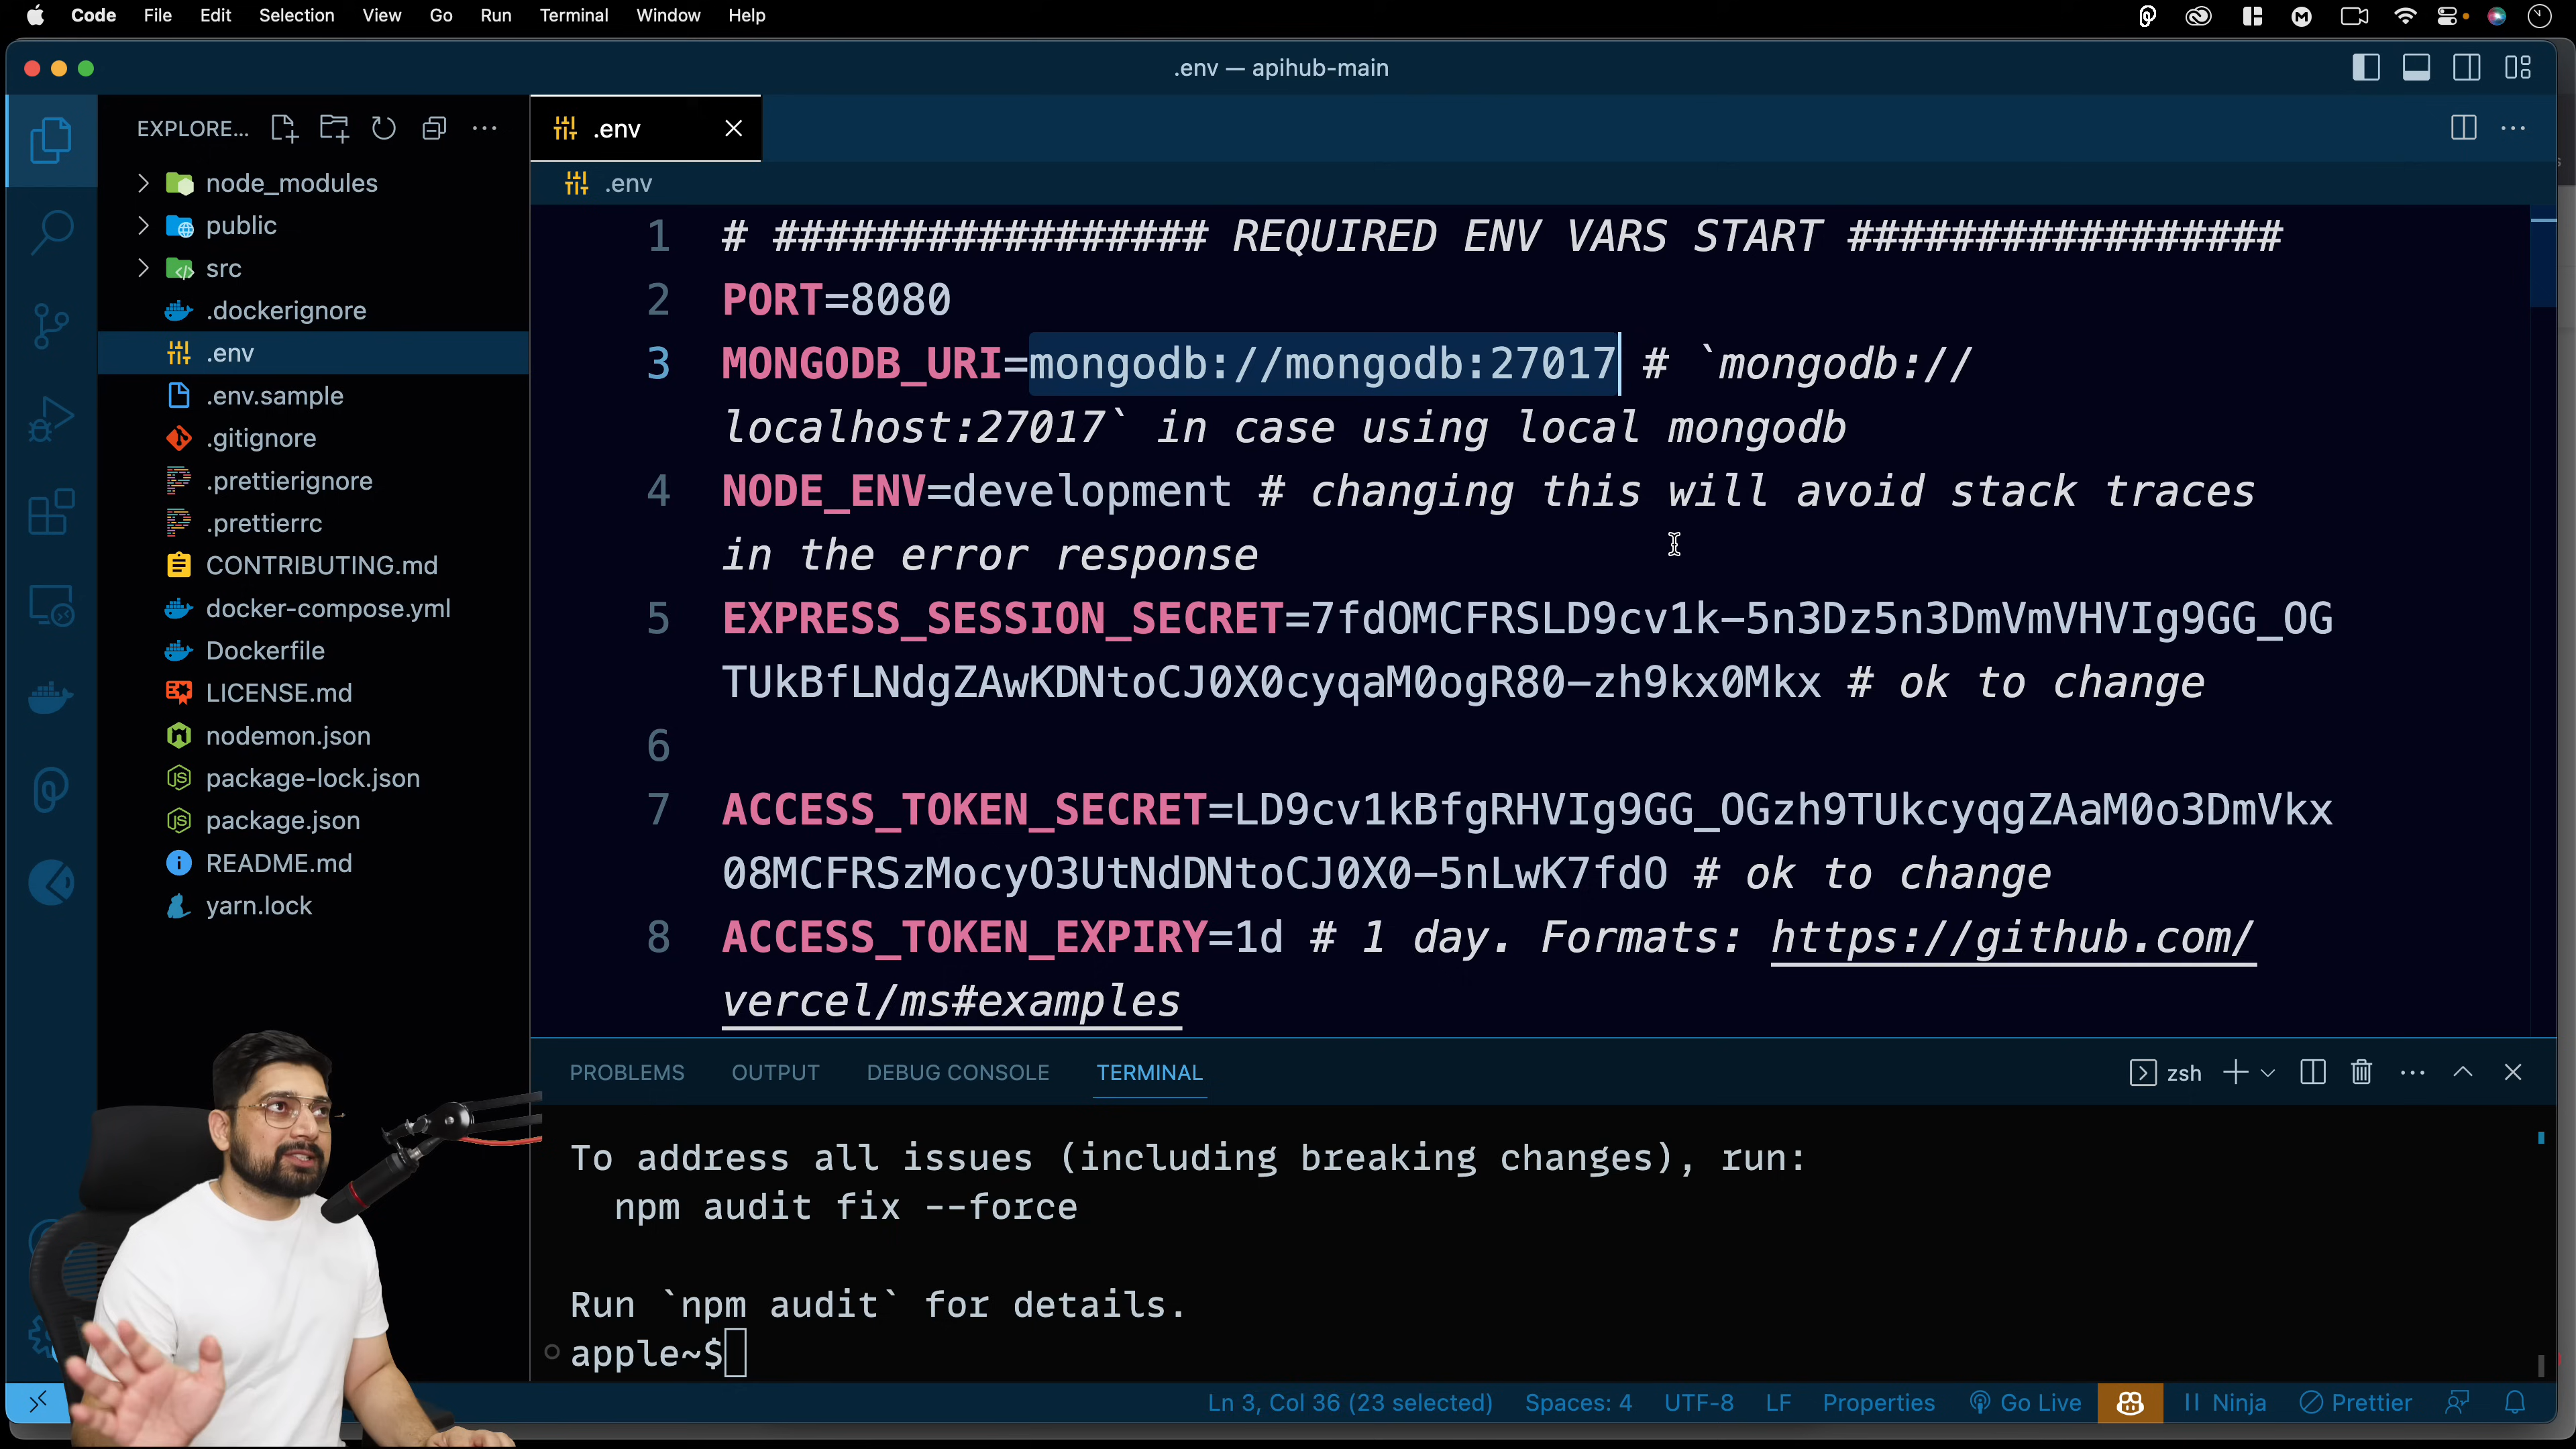 Code File Edit Selection View Go Run Terminal Window Help
.env — apihub-main
EXPLORE...
.env
.env
node_modules
public
src
.dockerignore
.env
.env.sample
.gitignore
.prettierignore
.prettierrc
CONTRIBUTING.md
docker-compose.yml
Dockerfile
LICENSE.md
nodemon.json
package-lock.json
package.json
README.md
yarn.lock
1 # ################# REQUIRED ENV VARS START #################
2 PORT=8080
3 MONGODB_URI=mongodb://mongodb:27017 # `mongodb://
localhost:27017` in case using local mongodb
4 NODE_ENV=development # changing this will avoid stack traces
in the error response
5 EXPRESS_SESSION_SECRET=7fdOMCFRSLD9cv1k-5n3Dz5n3DmVmVHVIg9GG_OG
TUkBfLNdgZAwKDNtoCJ0X0cyqaM0ogR80-zh9kx0Mkx # ok to change
6
7 ACCESS_TOKEN_SECRET=LD9cv1kBfgRHVIg9GG_OGzh9TUkcyqgZAaM0o3DmVkx
08MCFRSzMocyO3UtNdDNtoCJ0X0-5nLwK7fdO # ok to change
8 ACCESS_TOKEN_EXPIRY=1d # 1 day. Formats: https://github.com/
vercel/ms#examples
PROBLEMS OUTPUT DEBUG CONSOLE TERMINAL
zsh
To address all issues (including breaking changes), run:
npm audit fix --force
Run `npm audit` for details.
apple~$
Ln 3, Col 36 (23 selected) Spaces: 4 UTF-8 LF Properties Go Live Ninja Prettier